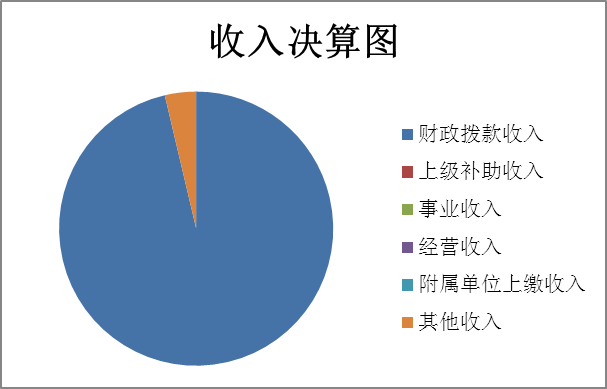 收入决算图
财政拨款收入
上级补助收入
事业收入
经营收入
附属单位上缴收入
其他收入